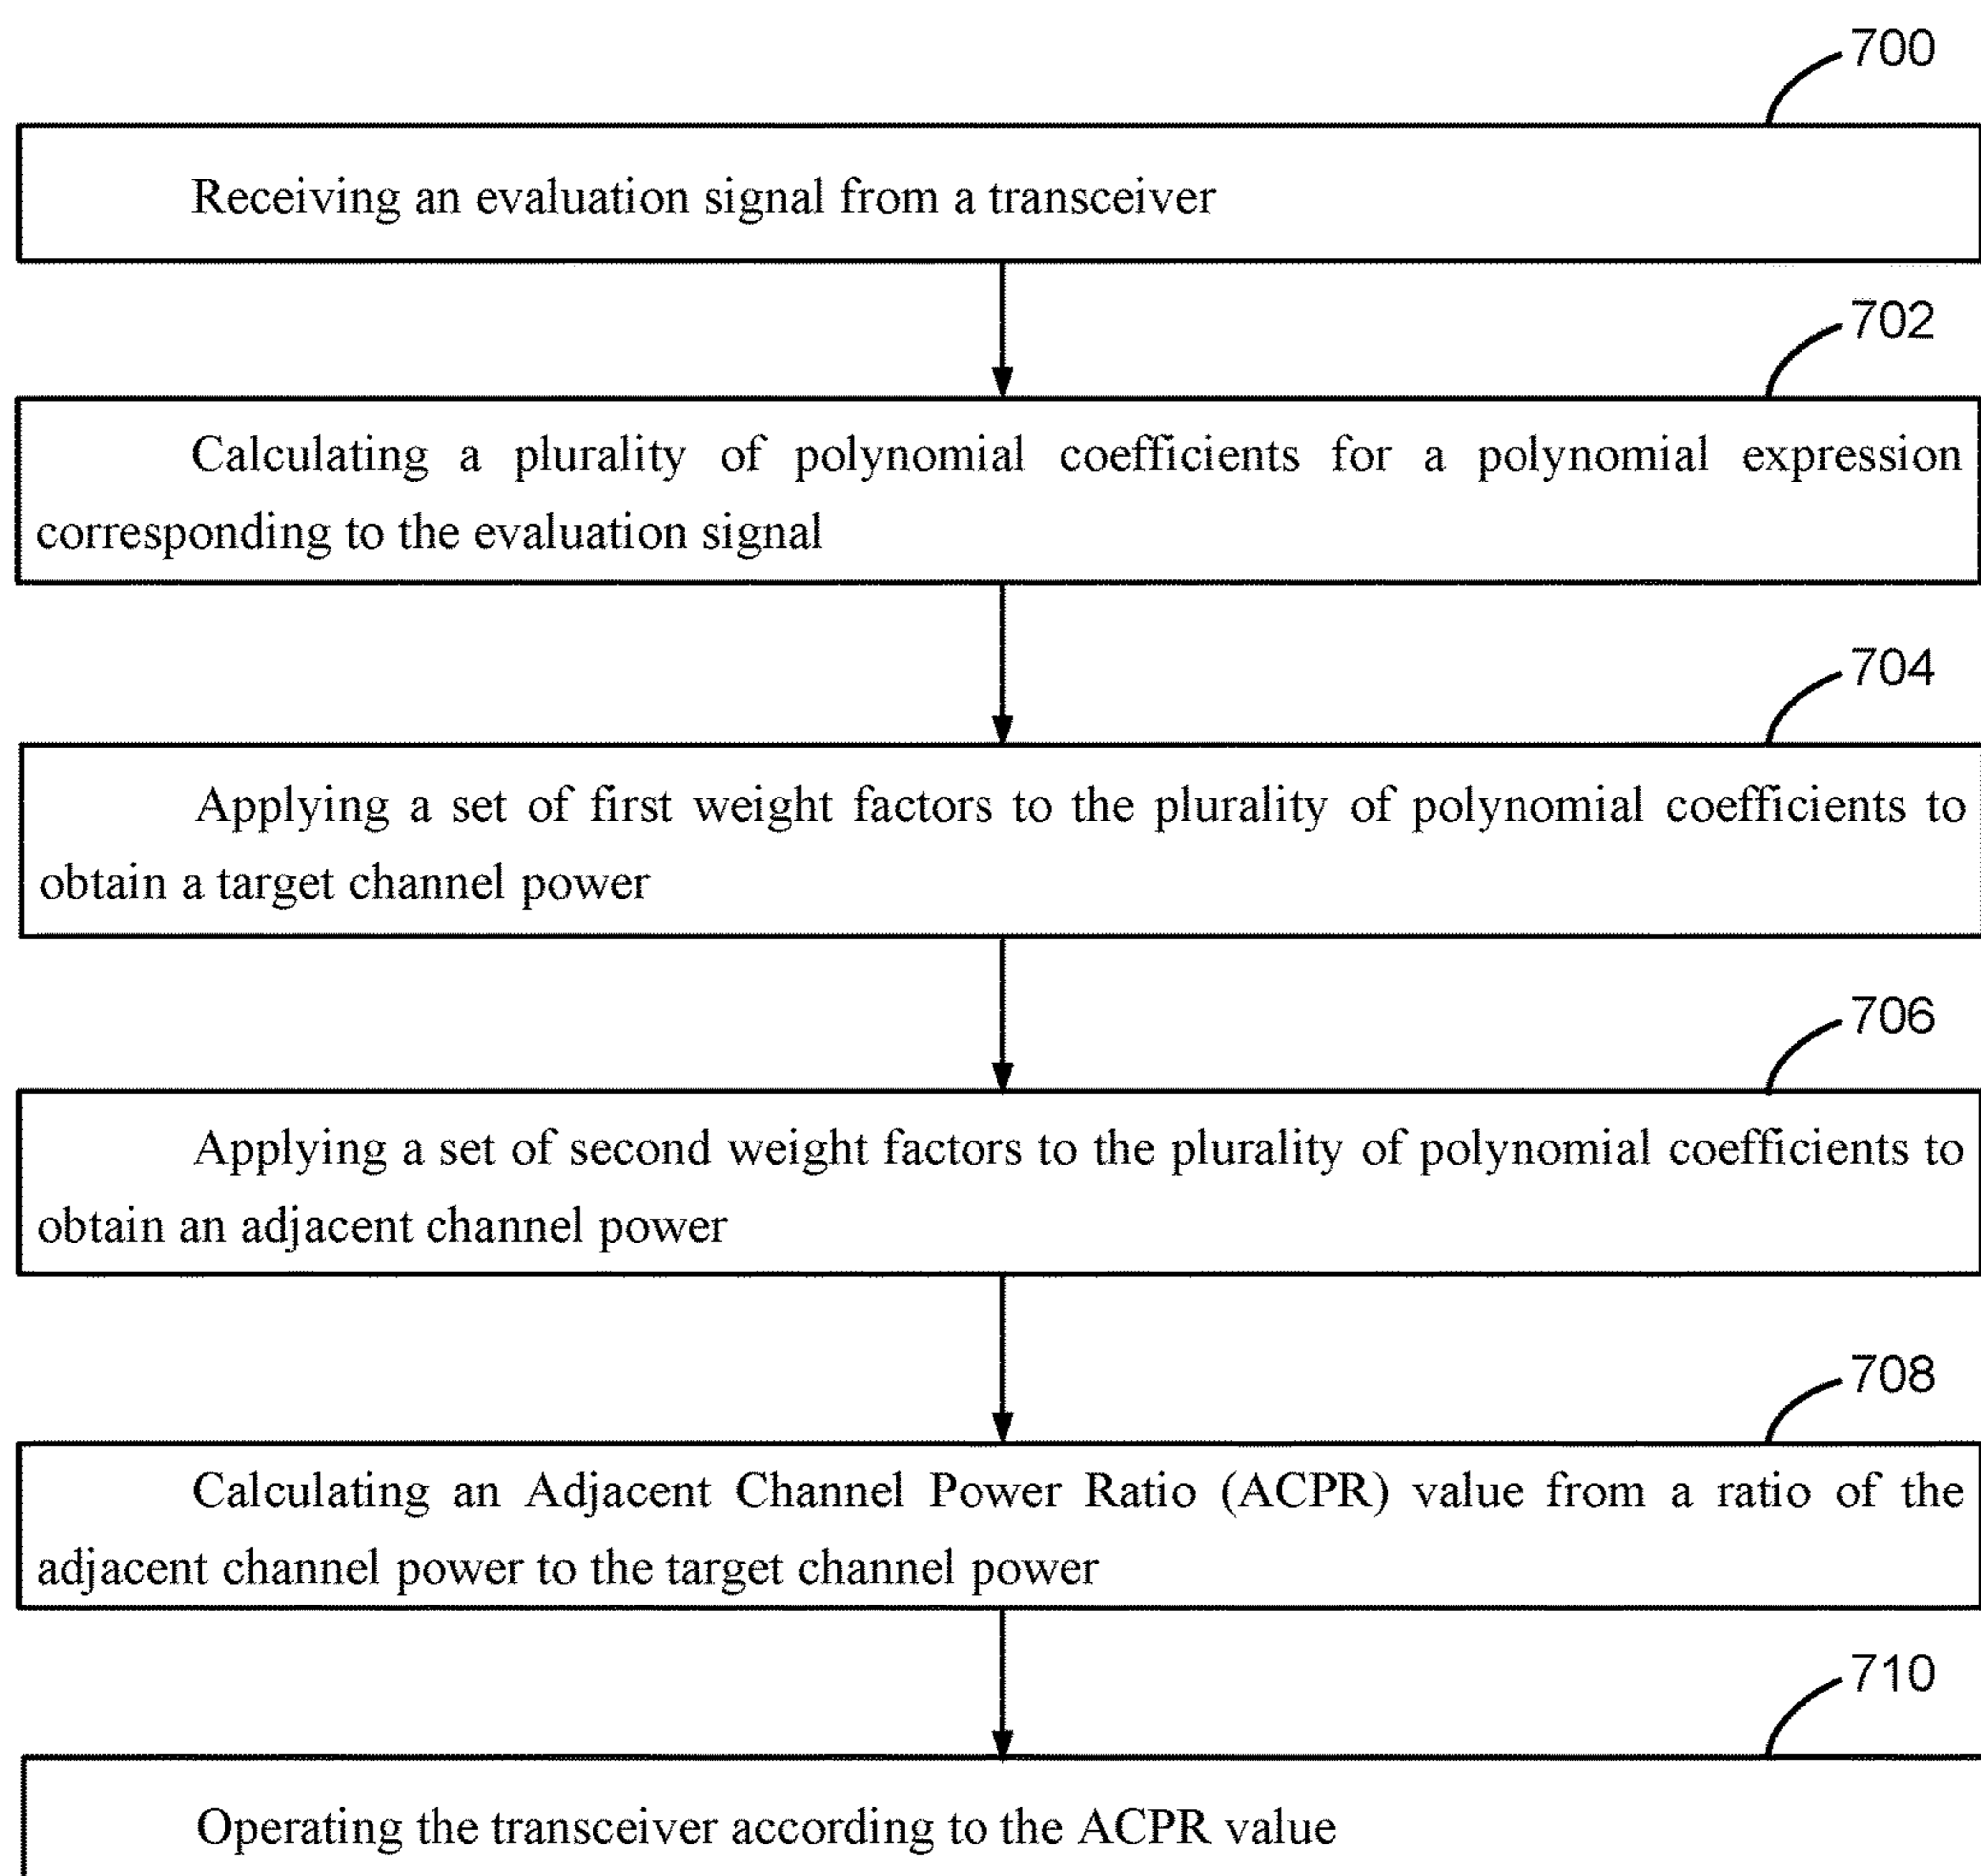 700
Receiving an evaluation signal from a transceiver
702
Calculating a plurality of polynomial coefficients for a polynomial expression
corresponding to the evaluation signal
704
Applying a set of first weight factors to the plurality of polynomial coefficients to
obtain a target channel power
706
Applying a set of second weight factors to the plurality of polynomial coefficients to
obtain an adjacent channel power
708
Calculating an Adjacent Channel Power Ratio (ACPR) value from a ratio of the
adjacent channel power to the target channel power
710
Operating the transceiver according to the ACPR value